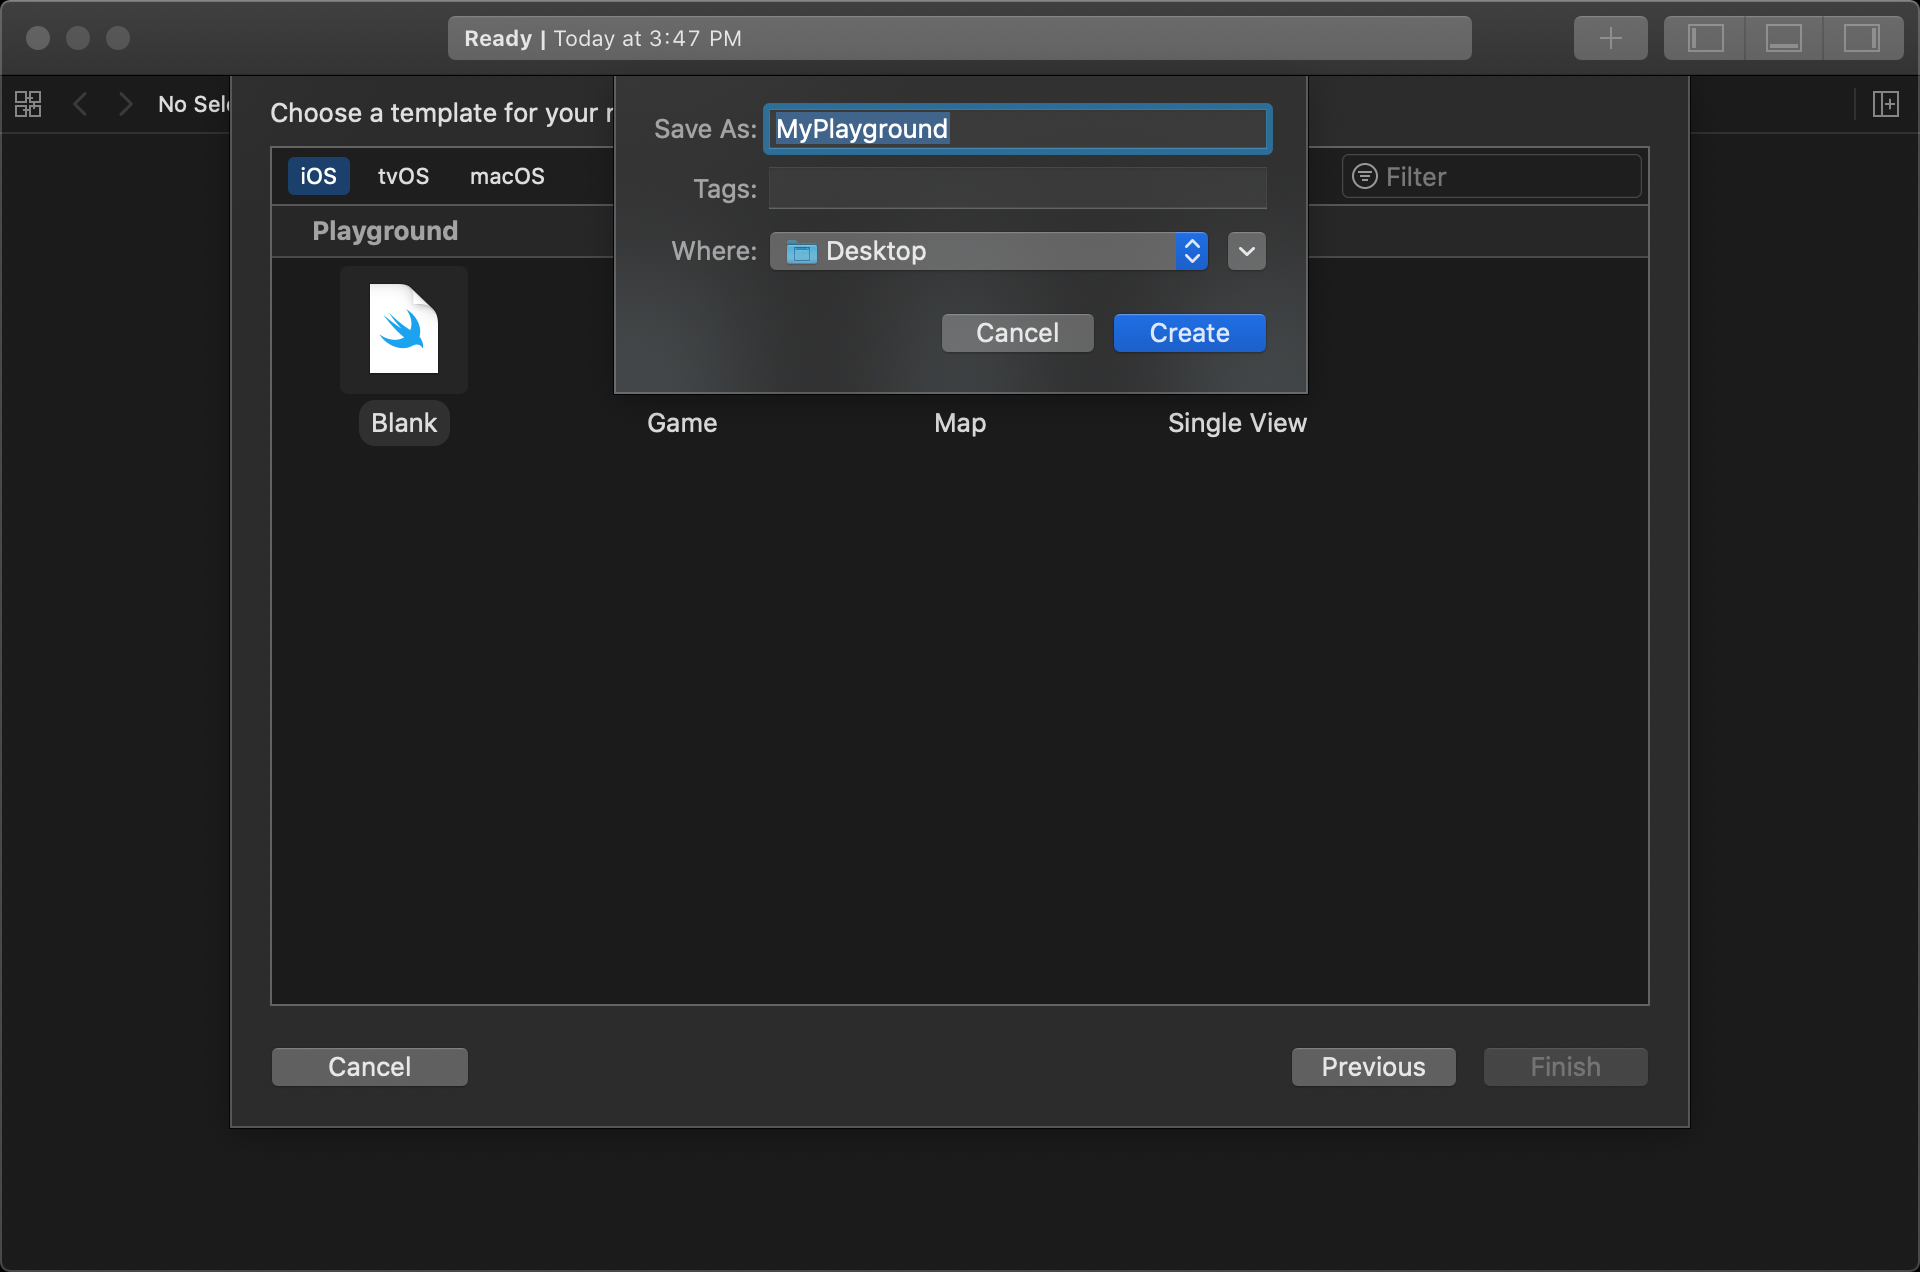 Ready | Today at 3:47 PM
No Sele
Choose a template for your
Save As: MyPlayground
Tags:
Where: Desktop
Cancel Create
iOS tvOS macOS Filter
Playground
Blank Game Map Single View
Cancel Previous Finish